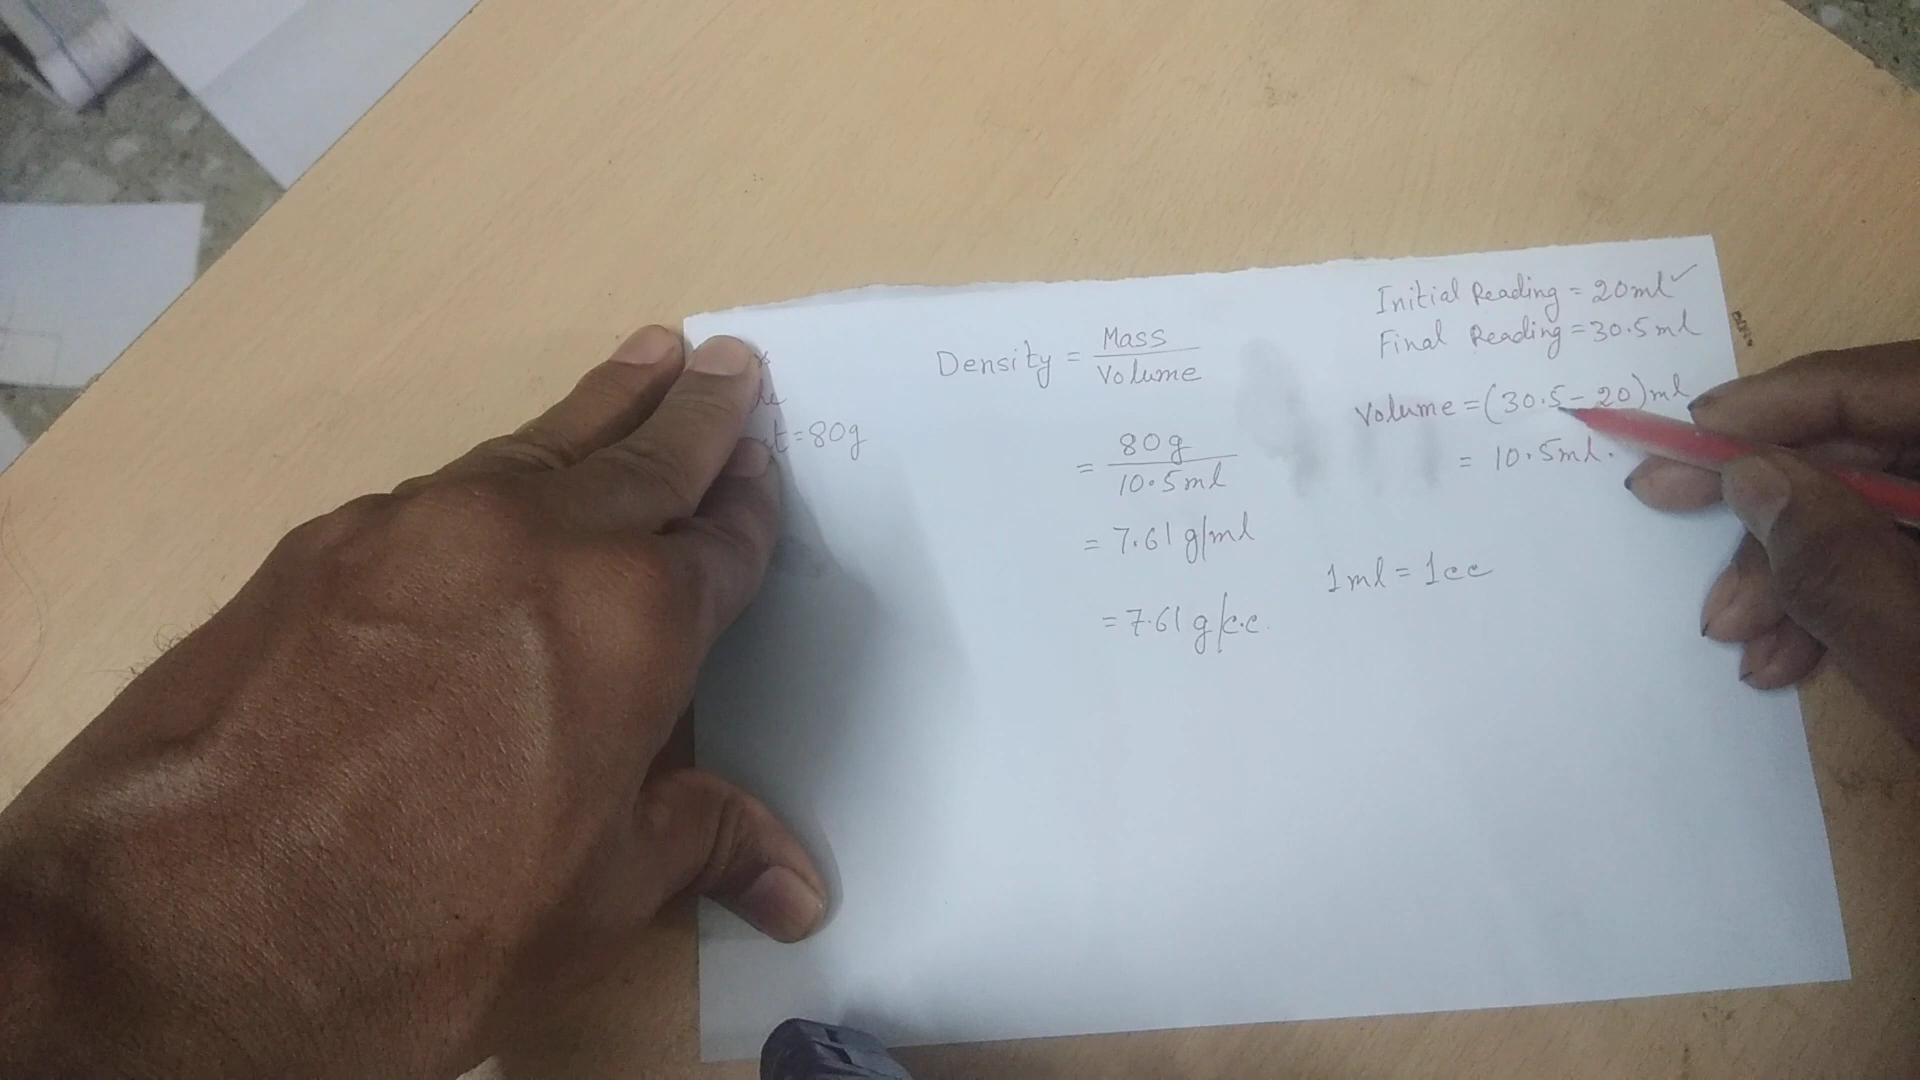 t = 80g
Density = Mass / Volume
= 80g / 10.5ml
= 7.61 g/ml
= 7.61 g/c.c.
Initial Reading = 20ml ✓
Final Reading = 30.5ml
Volume = (30.5 - 20)ml
= 10.5ml.
1ml = 1cc